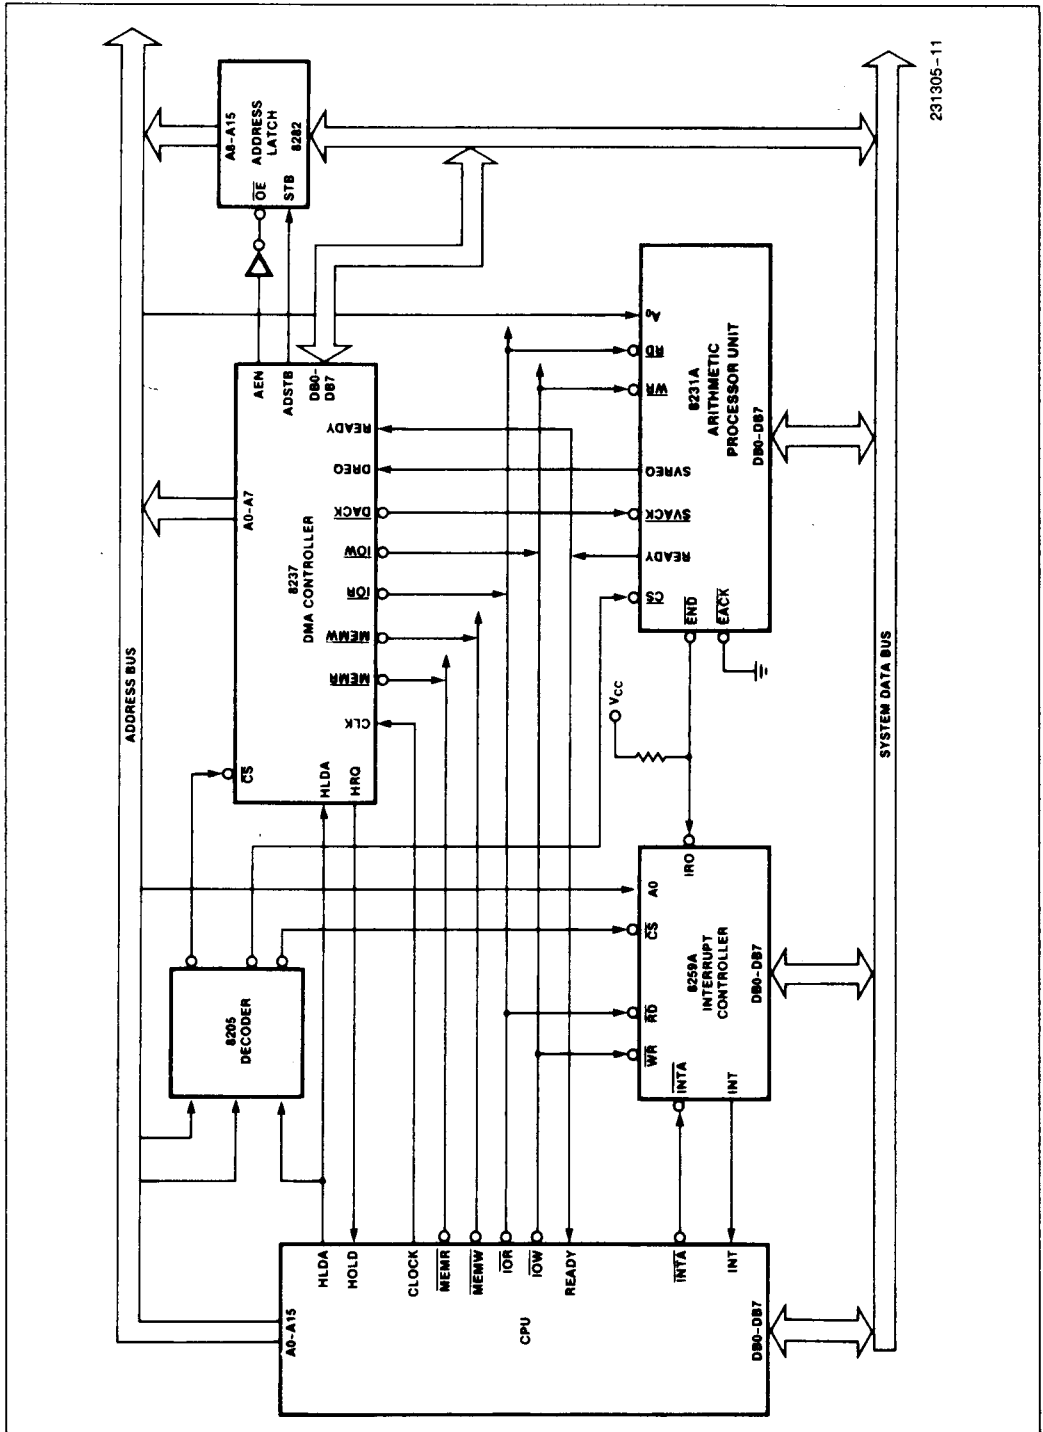 ADDRESS BUS
A8-A15
ADDRESS
LATCH
8282
OE
STB
AEN
ADSTB
DB0-
DB7
A0-A7
8237
DMA CONTROLLER
READY
DREQ
DACK
IOW
IOR
MEMW
MEMR
CLK
CS
HLDA
HRQ
8205
DECODER
A0
RD
WR
SVREQ
SVACK
READY
CS
8231A
ARITHMETIC
PROCESSOR UNIT
DB0-DB7
END
EACK
VCC
IRO
A0
CS
RD
WR
8259A
INTERRUPT
CONTROLLER
DB0-DB7
INTA
INT
A0-A15
HLDA
HOLD
CLOCK
MEMR
MEMW
IOR
IOW
READY
INTA
INT
CPU
DB0-DB7
SYSTEM DATA BUS
231305-11